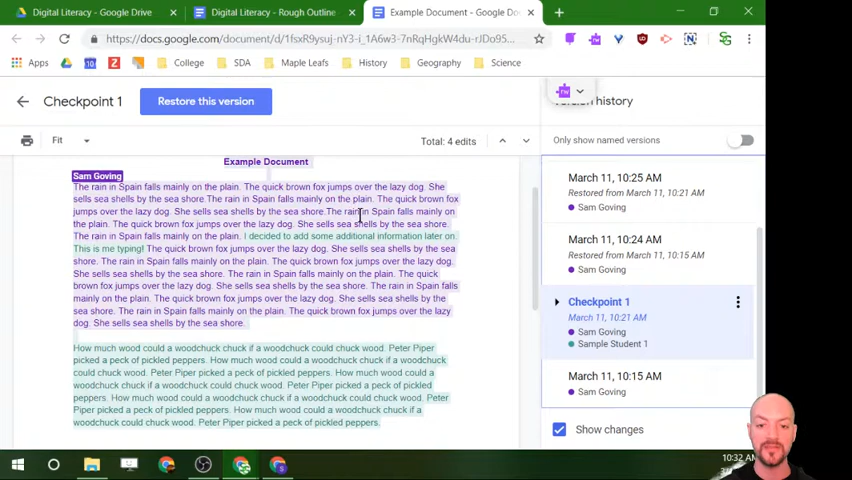 Digital Literacy - Google Drive
Digital Literacy - Rough Outline
Example Document - Google Do
https://docs.google.com/document/d/1fsxR9ysuj-nY3-i_1A6w3-7nRqHgkW4ud-rJDo95...
Apps
College
SDA
Maple Leafs
History
Geography
Science
Checkpoint 1
Restore this version
rw
Version history
Fit
Total: 4 edits
Only show named versions
Example Document
Sam Goving
The rain in Spain falls mainly on the plain. The quick brown fox jumps over the lazy dog. She
sells sea shells by the sea shore.The rain in Spain falls mainly on the plain. The quick brown fox
jumps over the lazy dog. She sells sea shells by the sea shore.The rain in Spain falls mainly on
the plain. The quick brown fox jumps over the lazy dog. She sells sea shells by the sea shore.
The rain in Spain falls mainly on the plain. I decided to add some additional information later on.
This is me typing! The quick brown fox jumps over the lazy dog. She sells sea shells by the sea
shore. The rain in Spain falls mainly on the plain. The quick brown fox jumps over the lazy dog.
She sells sea shells by the sea shore. The rain in Spain falls mainly on the plain. The quick
brown fox jumps over the lazy dog. She sells sea shells by the sea shore. The rain in Spain falls
mainly on the plain. The quick brown fox jumps over the lazy dog. She sells sea shells by the
sea shore. The rain in Spain falls mainly on the plain. The quick brown fox jumps over the lazy
dog. She sells sea shells by the sea shore.
How much wood could a woodchuck chuck if a woodchuck could chuck wood. Peter Piper
picked a peck of pickled peppers. How much wood could a woodchuck chuck if a woodchuck
could chuck wood. Peter Piper picked a peck of pickled peppers. How much wood could a
woodchuck chuck if a woodchuck could chuck wood. Peter Piper picked a peck of pickled
peppers. How much wood could a woodchuck chuck if a woodchuck could chuck wood. Peter
Piper picked a peck of pickled peppers. How much wood could a woodchuck chuck if a
woodchuck could chuck wood. Peter Piper picked a peck of pickled peppers.
March 11, 10:25 AM
Restored from March 11, 10:21 AM
Sam Goving
March 11, 10:24 AM
Restored from March 11, 10:15 AM
Sam Goving
Checkpoint 1
March 11, 10:21 AM
Sam Goving
Sample Student 1
March 11, 10:15 AM
Sam Goving
Show changes
10:32 AM